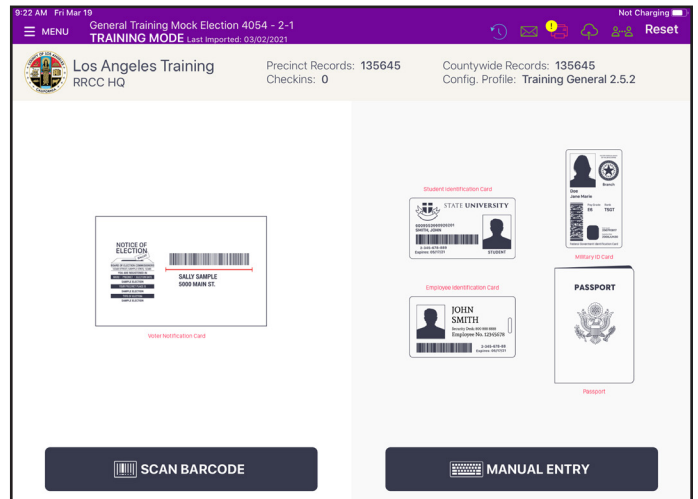 9:22 AM Fri Mar 19
Not Charging
MENU
General Training Mock Election 4054 - 2-1
TRAINING MODE Last Imported: 03/02/2021
Reset
Los Angeles Training
RRCC HQ
Precinct Records: 135645
Checkins: 0
Countywide Records: 135645
Config. Profile: Training General 2.5.2
NOTICE OF
ELECTION
SALLY SAMPLE
5000 MAIN ST.
Voter Notification Card
Student Identification Card
STATE UNIVERSITY
SMITH, JOHN
STUDENT
Employee Identification Card
JOHN
SMITH
Employee No. 12345678
Doe
Jane Marie
Branch
Military ID Card
PASSPORT
Passport
SCAN BARCODE
MANUAL ENTRY